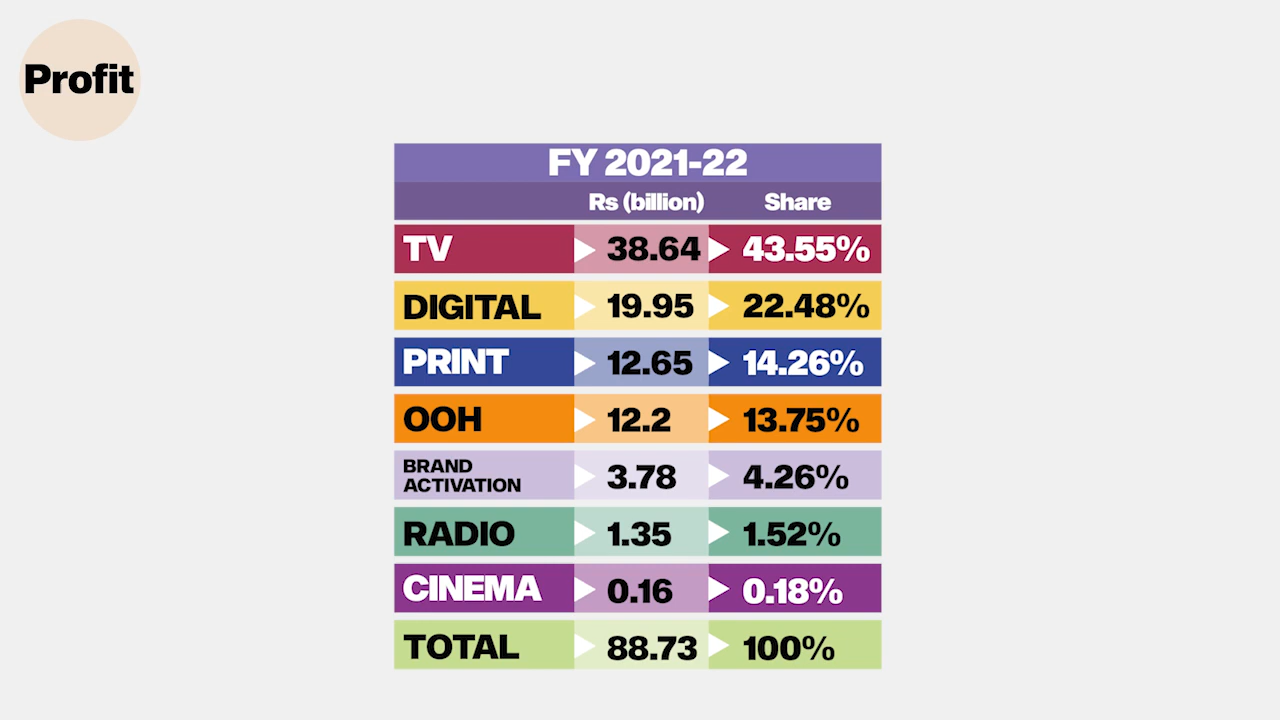 Profit
FY 2021-22
Rs (billion) Share
TV 38.64 43.55%
DIGITAL 19.95 22.48%
PRINT 12.65 14.26%
OOH 12.2 13.75%
BRAND
ACTIVATION 3.78 4.26%
RADIO 1.35 1.52%
CINEMA 0.16 0.18%
TOTAL 88.73 100%